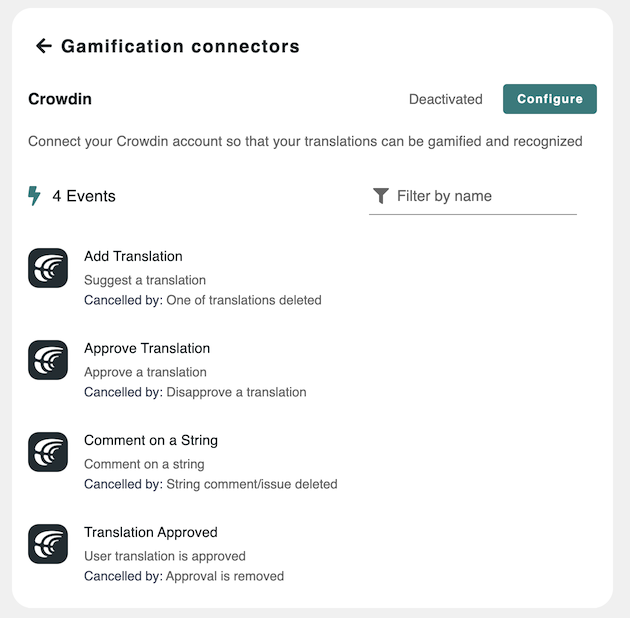 Gamification connectors
Crowdin
Deactivated
Configure
Connect your Crowdin account so that your translations can be gamified and recognized
4 Events
Filter by name
Add Translation
Suggest a translation
Cancelled by: One of translations deleted
Approve Translation
Approve a translation
Cancelled by: Disapprove a translation
Comment on a String
Comment on a string
Cancelled by: String comment/issue deleted
Translation Approved
User translation is approved
Cancelled by: Approval is removed